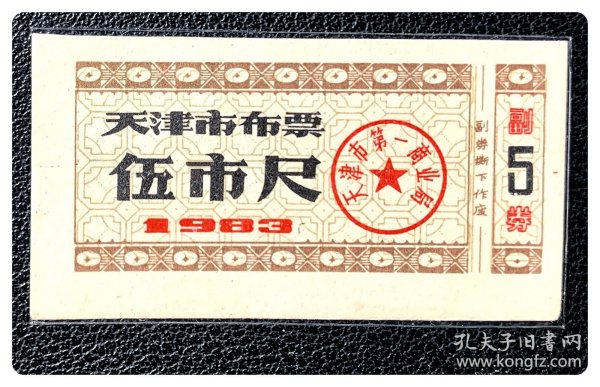 天津市布票
伍市尺
1983
天津市第一商业局
副券撕下作废
副
5
券
孔夫子旧书网
www.kongfz.com